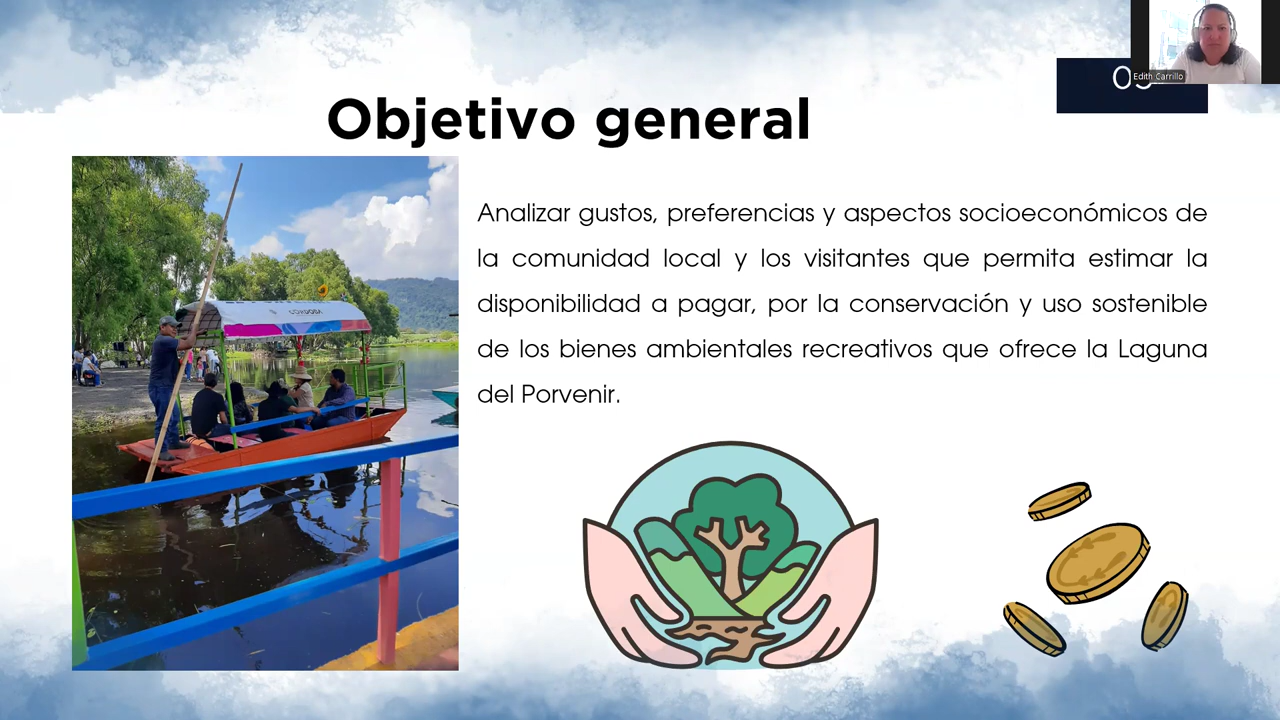 Edith Carrillo
Objetivo general
CÓRDOBA
Analizar gustos, preferencias y aspectos socioeconómicos de
la comunidad local y los visitantes que permita estimar la
disponibilidad a pagar, por la conservación y uso sostenible
de los bienes ambientales recreativos que ofrece la Laguna
del Porvenir.